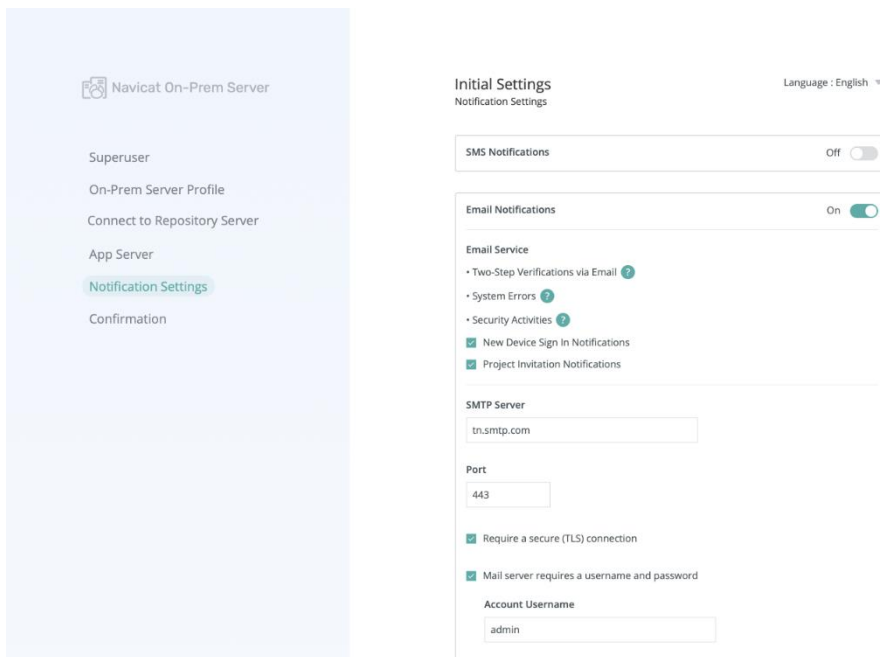 Navicat On-Prem Server
Superuser
On-Prem Server Profile
Connect to Repository Server
App Server
Notification Settings
Confirmation
Initial Settings
Language : English
Notification Settings
SMS Notifications
Off
Email Notifications
On
Email Service
• Two-Step Verifications via Email ?
• System Errors ?
• Security Activities ?
New Device Sign In Notifications
Project Invitation Notifications
SMTP Server
tn.smtp.com
Port
443
Require a secure (TLS) connection
Mail server requires a username and password
Account Username
admin